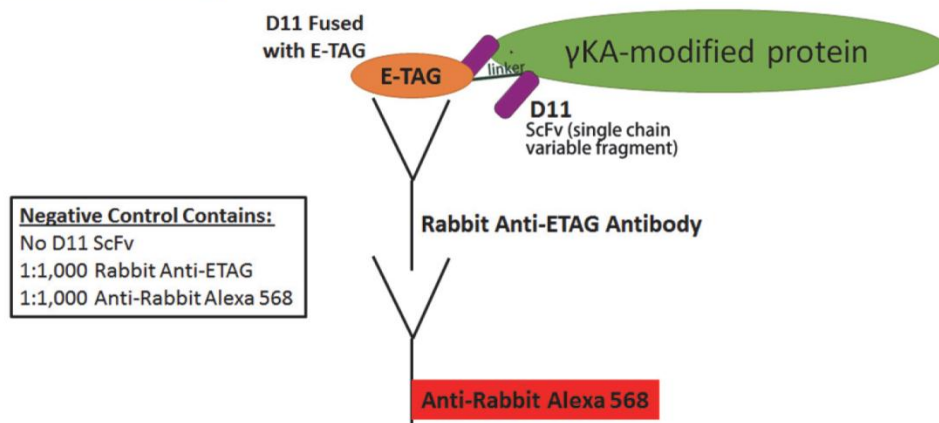 D11 Fused
with E-TAG
E-TAG
linker
γKA-modified protein
D11
ScFv (single chain
variable fragment)
Negative Control Contains:
No D11 ScFv
1:1,000 Rabbit Anti-ETAG
1:1,000 Anti-Rabbit Alexa 568
Rabbit Anti-ETAG Antibody
Anti-Rabbit Alexa 568